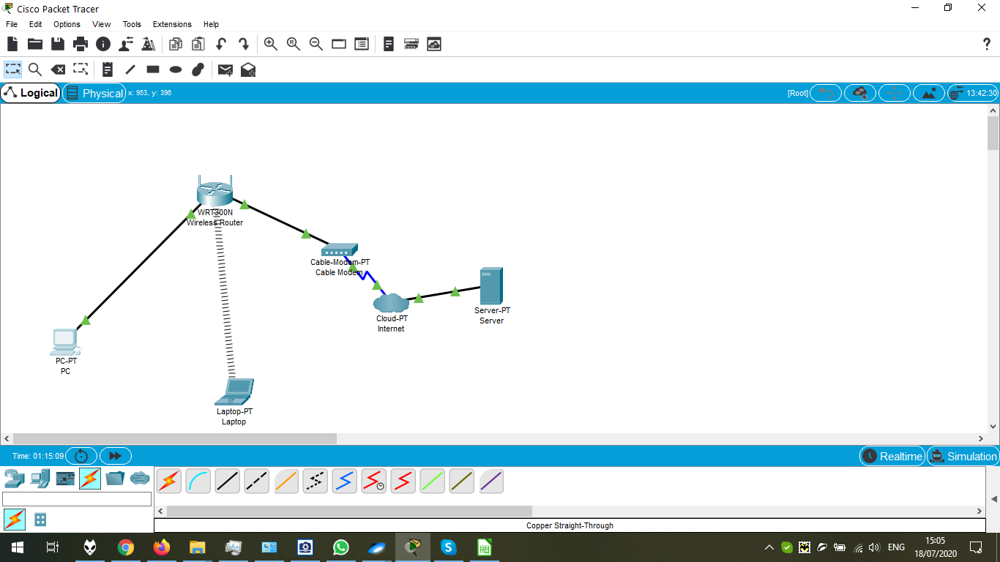 Cisco Packet Tracer
File Edit Options View Tools Extensions Help
Logical Physical x: 953, y: 396 [Root] 13:42:30
WRT300N
Wireless Router
Cable-Modem-PT
Cable Modem
Server-PT
Server
Cloud-PT
Internet
PC-PT
PC
Laptop-PT
Laptop
Time: 01:15:09 Realtime Simulation
Copper Straight-Through
ENG 15:05
18/07/2020